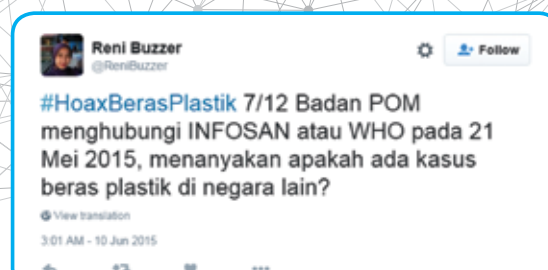 Reni Buzzer
@ReniBuzzer
Follow
#HoaxBerasPlastik 7/12 Badan POM
menghubungi INFOSAN atau WHO pada 21
Mei 2015, menanyakan apakah ada kasus
beras plastik di negara lain?
View translation
3:01 AM - 10 Jun 2015